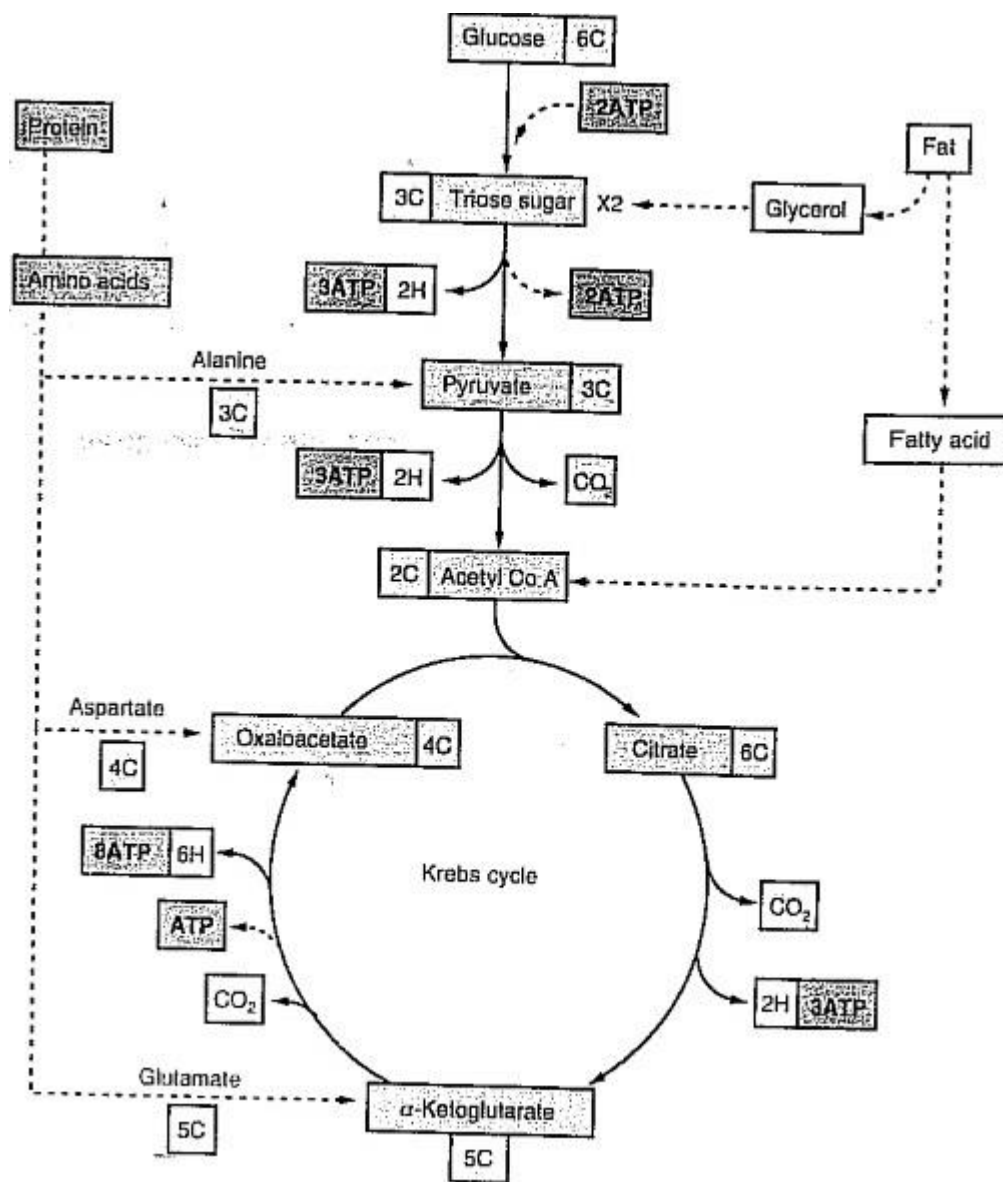 Glucose 6C
2ATP
Protein
Fat
3C Triose sugar X2
Glycerol
Amino acids
3ATP 2H
2ATP
Alanine
3C
Pyruvate 3C
Fatty acid
3ATP 2H
CO
2C Acetyl Co.A
Aspartate
4C
Oxaloacetate 4C
Citrate 6C
8ATP 6H
Krebs cycle
CO₂
ATP
CO₂
2H 3ATP
Glutamate
5C
α-Ketoglutarate
5C